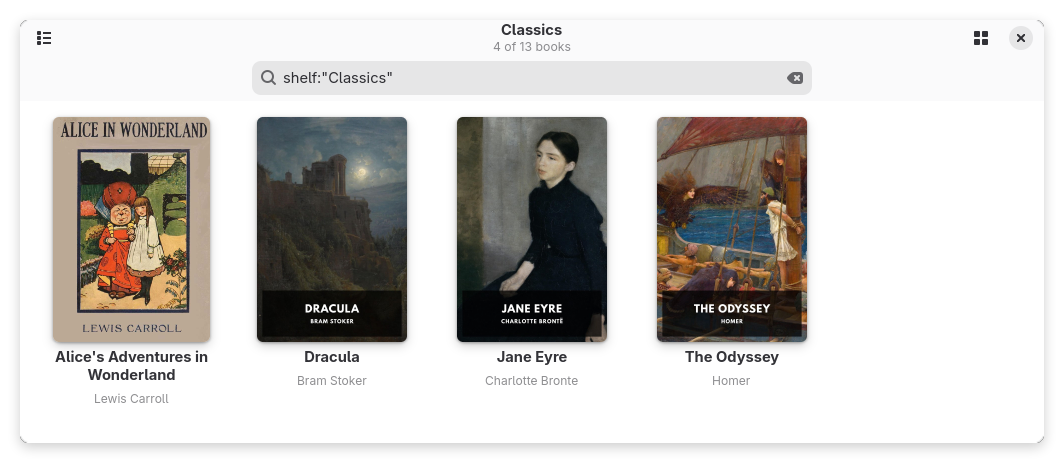 Classics
4 of 13 books
shelf:"Classics"
ALICE IN WONDERLAND
LEWIS CARROLL
DRACULA
BRAM STOKER
JANE EYRE
CHARLOTTE BRONTË
THE ODYSSEY
HOMER
Alice's Adventures in
Wonderland
Lewis Carroll
Dracula
Bram Stoker
Jane Eyre
Charlotte Bronte
The Odyssey
Homer